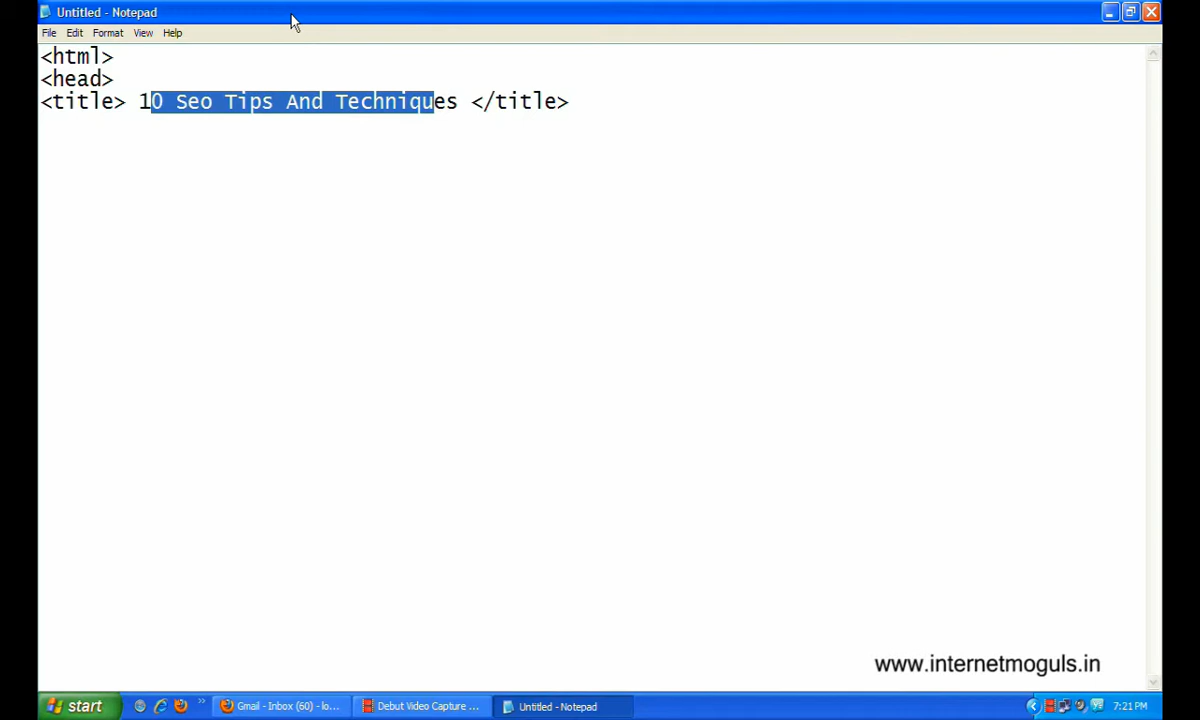 Untitled - Notepad
File Edit Format View Help
<html>
<head>
<title> 10 Seo Tips And Techniques </title>
www.internetmoguls.in
start Gmail - Inbox (60) - lo... Debut Video Capture ... Untitled - Notepad 7:21 PM